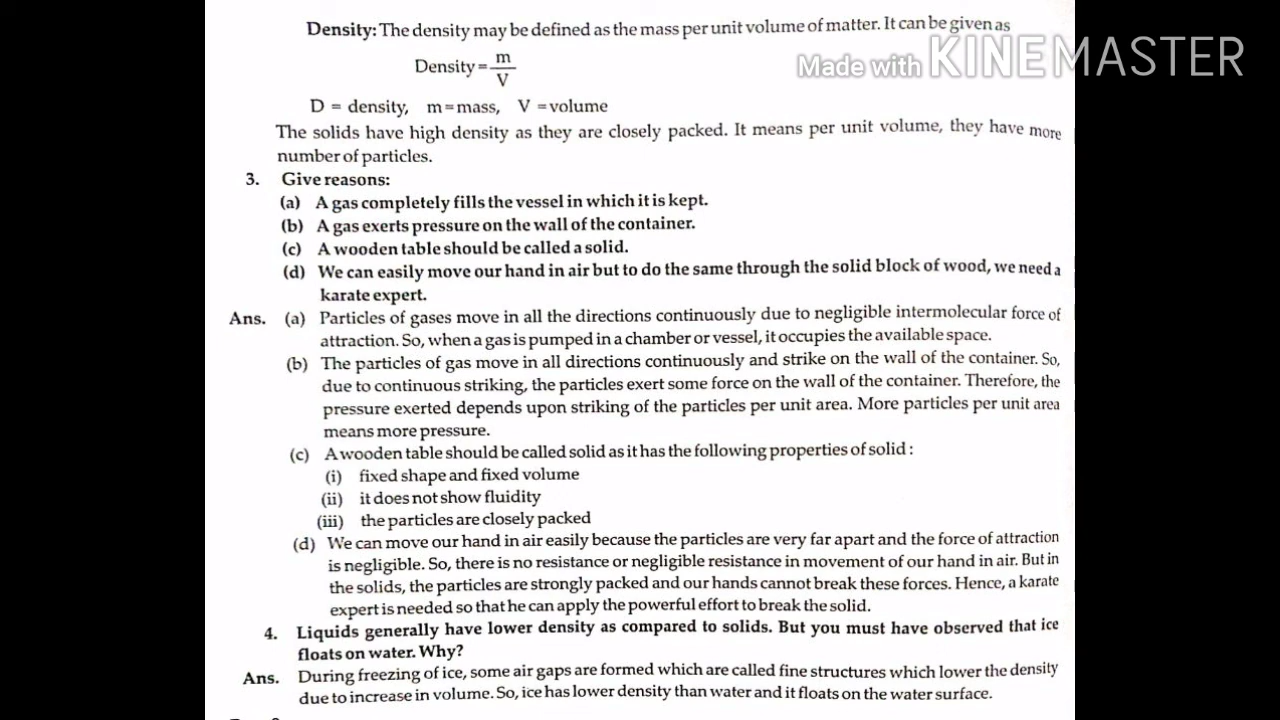 Made with KINEMASTER
Density: The density may be defined as the mass per unit volume of matter. It can be given as
Density = m
V
D = density, m = mass, V = volume
The solids have high density as they are closely packed. It means per unit volume, they have more
number of particles.
3. Give reasons:
(a) A gas completely fills the vessel in which it is kept.
(b) A gas exerts pressure on the wall of the container.
(c) A wooden table should be called a solid.
(d) We can easily move our hand in air but to do the same through the solid block of wood, we need a
karate expert.
Ans. (a) Particles of gases move in all the directions continuously due to negligible intermolecular force of
attraction. So, when a gas is pumped in a chamber or vessel, it occupies the available space.
(b) The particles of gas move in all directions continuously and strike on the wall of the container. So,
due to continuous striking, the particles exert some force on the wall of the container. Therefore, the
pressure exerted depends upon striking of the particles per unit area. More particles per unit area
means more pressure.
(c) A wooden table should be called solid as it has the following properties of solid :
(i) fixed shape and fixed volume
(ii) it does not show fluidity
(iii) the particles are closely packed
(d) We can move our hand in air easily because the particles are very far apart and the force of attraction
is negligible. So, there is no resistance or negligible resistance in movement of our hand in air. But in
the solids, the particles are strongly packed and our hands cannot break these forces. Hence, a karate
expert is needed so that he can apply the powerful effort to break the solid.
4. Liquids generally have lower density as compared to solids. But you must have observed that ice
floats on water. Why?
Ans. During freezing of ice, some air gaps are formed which are called fine structures which lower the density
due to increase in volume. So, ice has lower density than water and it floats on the water surface.